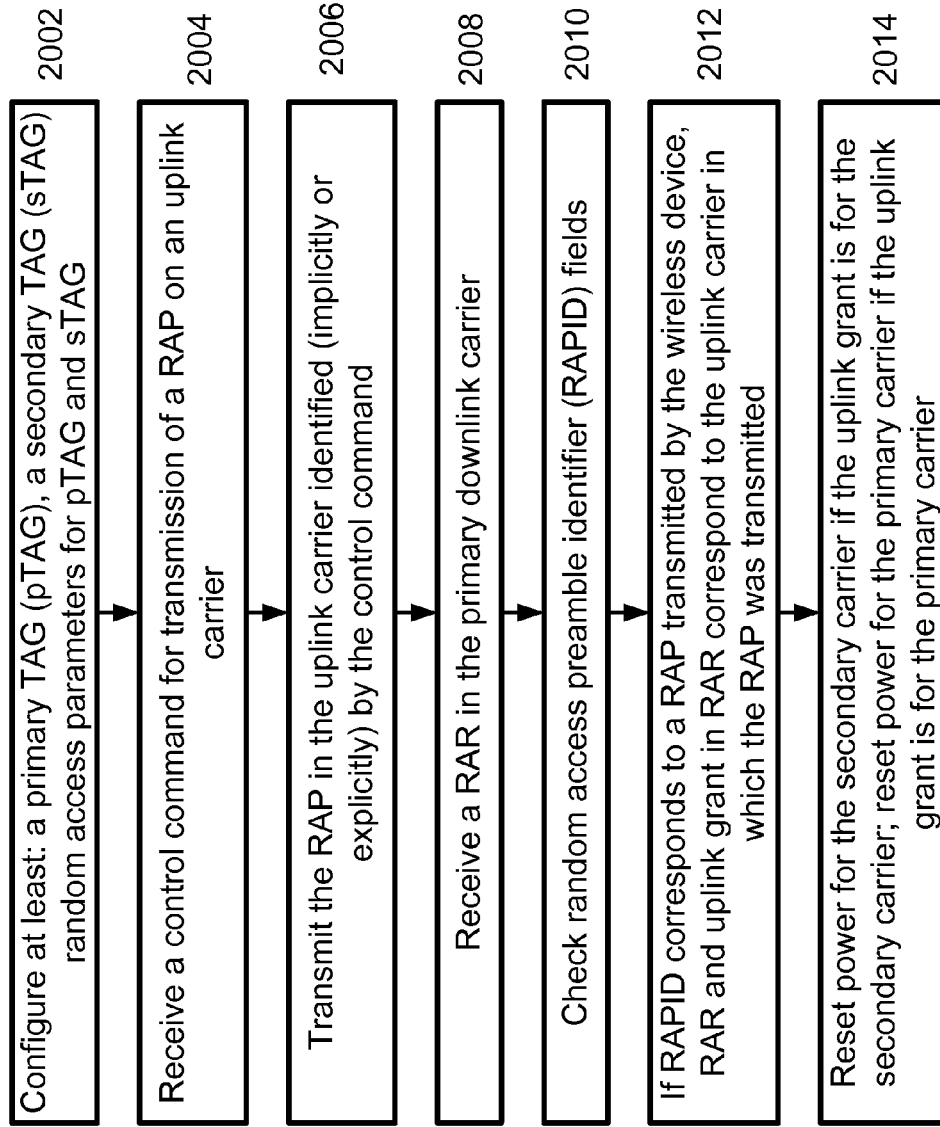 Configure at least: a primary TAG (pTAG), a secondary TAG (sTAG)
random access parameters for pTAG and sTAG
2002
Receive a control command for transmission of a RAP on an uplink
carrier
2004
Transmit the RAP in the uplink carrier identified (implicitly or
explicitly) by the control command
2006
Receive a RAR in the primary downlink carrier
2008
Check random access preamble identifier (RAPID) fields
2010
If RAPID corresponds to a RAP transmitted by the wireless device,
RAR and uplink grant in RAR correspond to the uplink carrier in
which the RAP was transmitted
2012
Reset power for the secondary carrier if the uplink grant is for the
secondary carrier; reset power for the primary carrier if the uplink
grant is for the primary carrier
2014